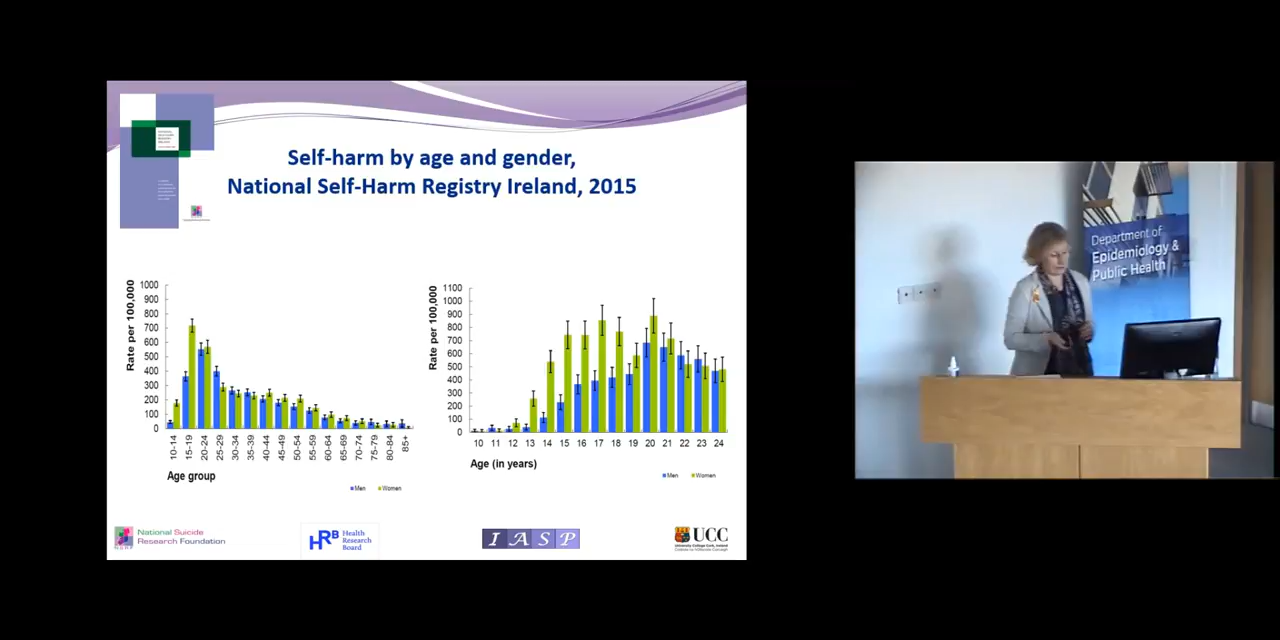 Self-harm by age and gender,
National Self-Harm Registry Ireland, 2015
Rate per 100,000
1000
900
800
700
600
500
400
300
200
100
0
10-14
15-19
20-24
25-29
30-34
35-39
40-44
45-49
50-54
55-59
60-64
65-69
70-74
75-79
80-84
85+
Age group
Men
Women
Rate per 100,000
1100
1000
900
800
700
600
500
400
300
200
100
0
10 11 12 13 14 15 16 17 18 19 20 21 22 23 24
Age (in years)
Men
Women
National Suicide
Research Foundation
HRB
Health
Research
Board
IASP
UCC
University College Cork, Ireland
Department of
Epidemiology &
Public Health